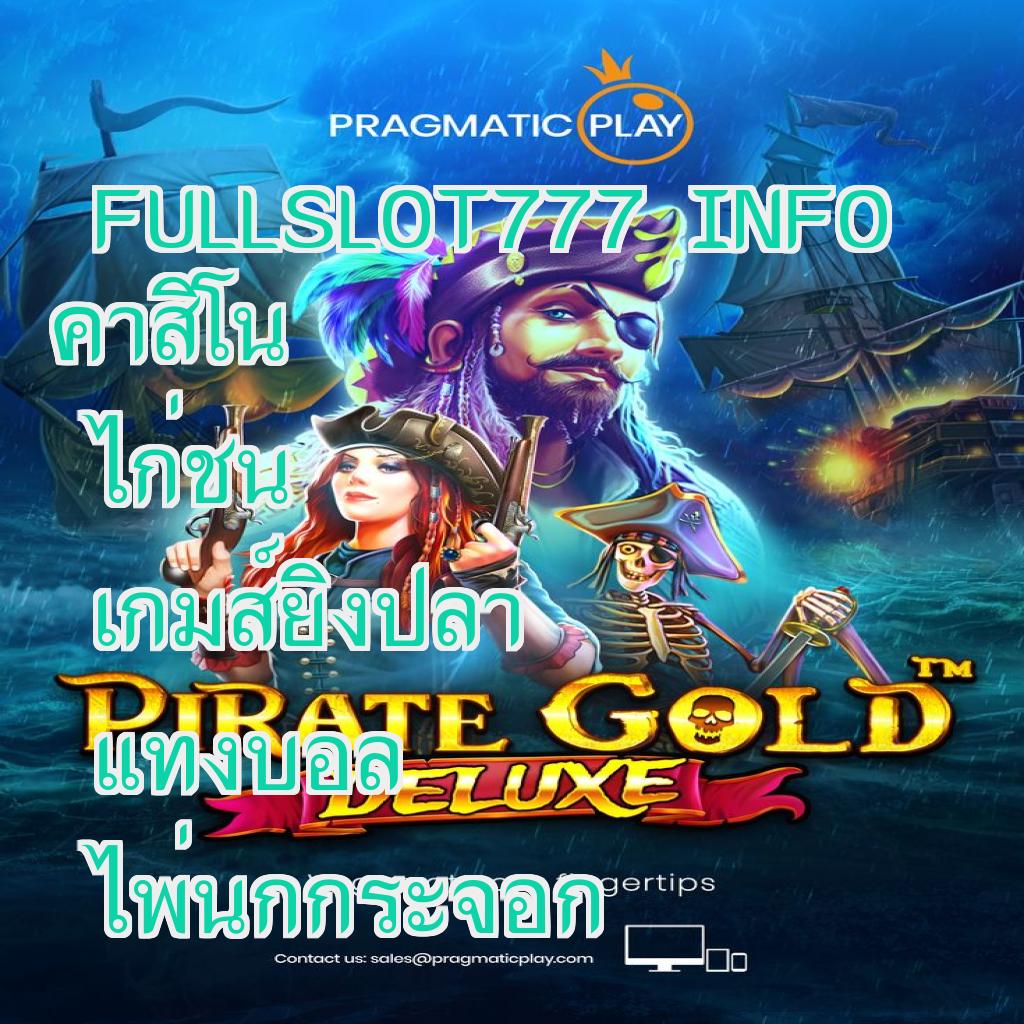 PRAGMATIC PLAY
FULLSLOT777 INFO
คาสิโน
ไก่ชน
เกมส์ยิงปลา
PIRATE GOLD™
แทงบอล
DELUXE
fingertips
ไพ่นกกระจอก
Contact us: sales@pragmaticplay.com